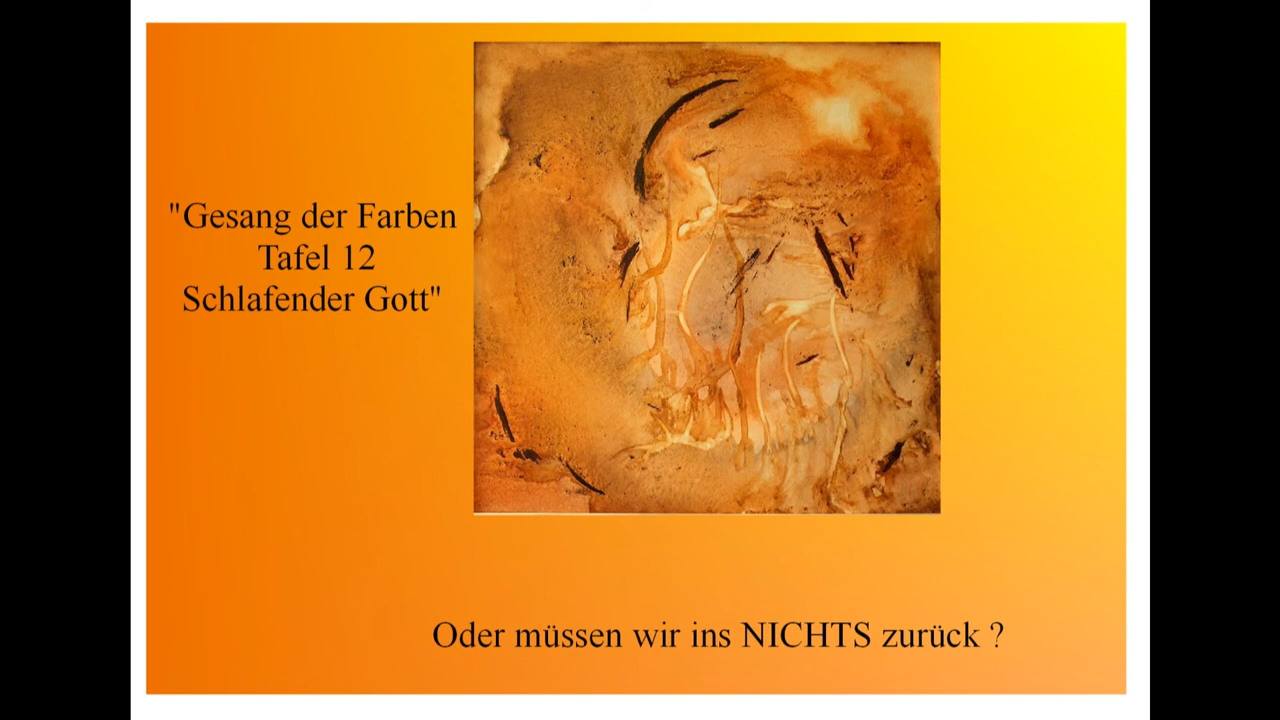 "Gesang der Farben
Tafel 12
Schlafender Gott"
Oder müssen wir ins NICHTS zurück ?